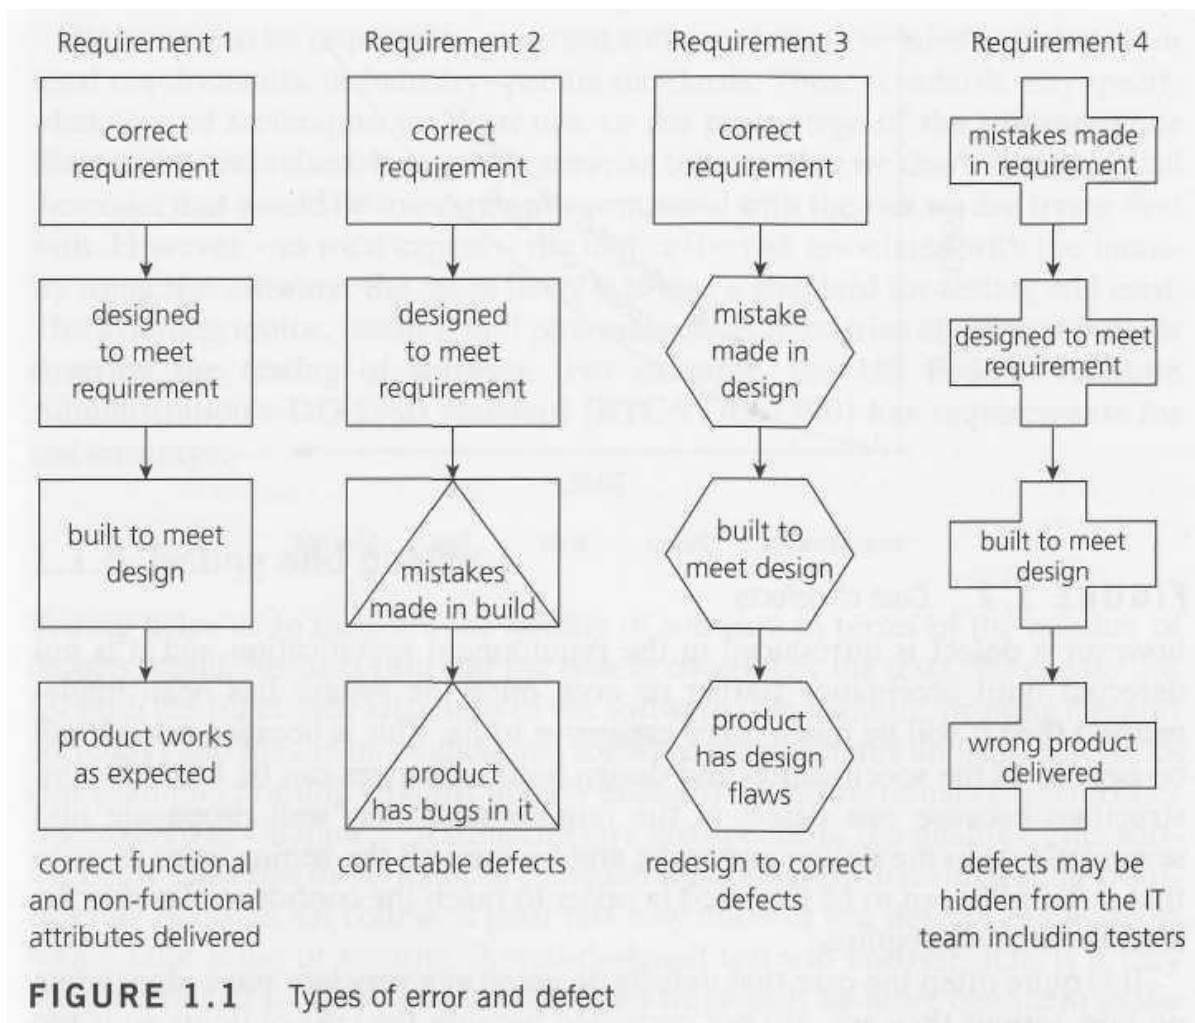 Requirement 1
Requirement 2
Requirement 3
Requirement 4
correct
requirement
correct
requirement
correct
requirement
mistakes made
in requirement
designed
to meet
requirement
designed
to meet
requirement
mistake
made in
design
designed to meet
requirement
built to meet
design
mistakes
made in build
built to
meet design
built to meet
design
product works
as expected
product
has bugs in it
product
has design
flaws
wrong product
delivered
correct functional
and non-functional
attributes delivered
correctable defects
redesign to correct
defects
defects may be
hidden from the IT
team including testers
FIGURE 1.1 Types of error and defect